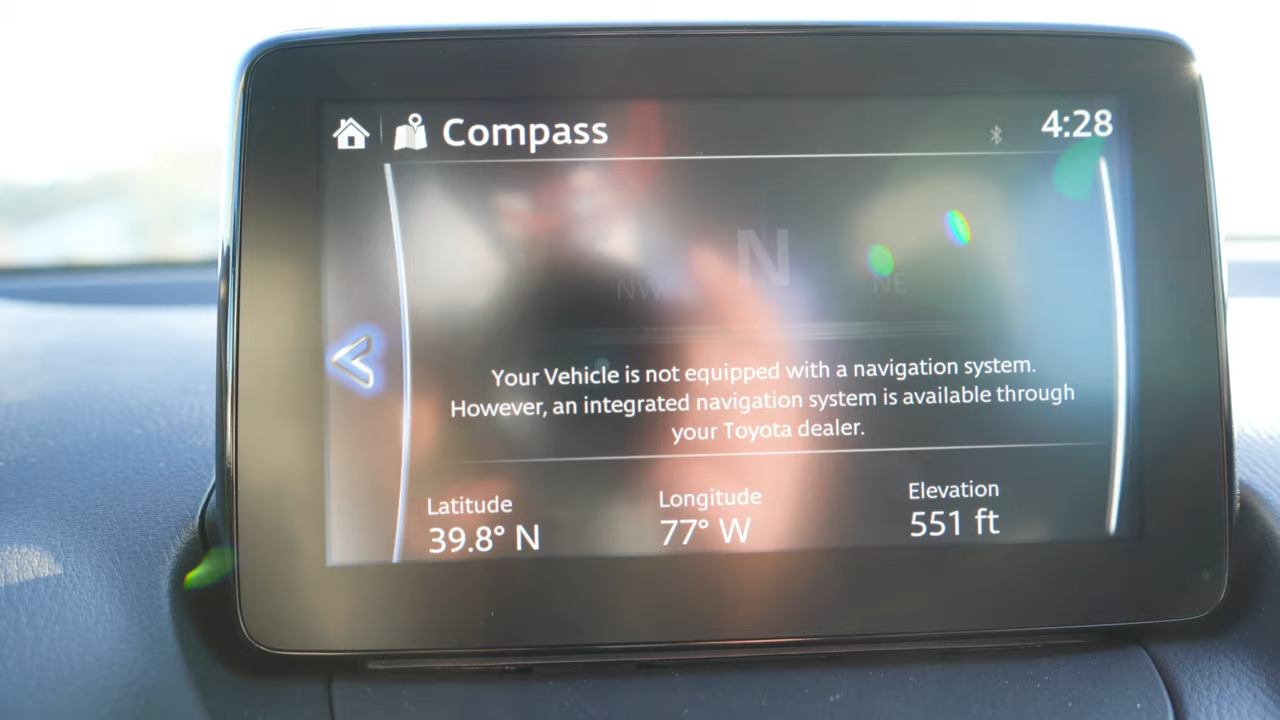 Compass
4:28
N
NW
NE
Your Vehicle is not equipped with a navigation system.
However, an integrated navigation system is available through
your Toyota dealer.
Latitude
Longitude
Elevation
39.8° N
77° W
551 ft